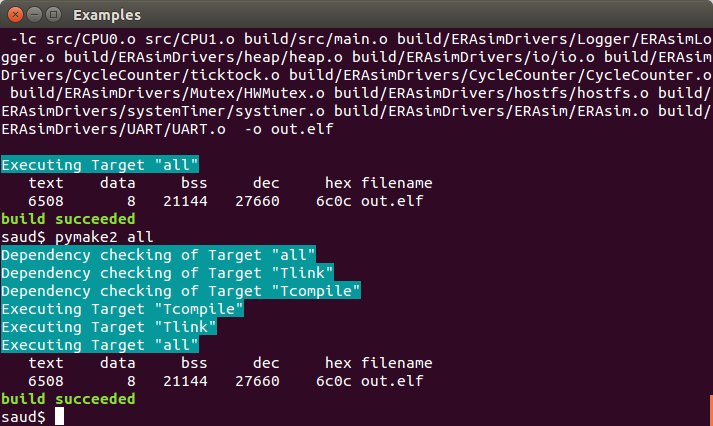 Examples
 -lc src/CPU0.o src/CPU1.o build/src/main.o build/ERAsimDrivers/Logger/ERAsimLo
gger.o build/ERAsimDrivers/heap/heap.o build/ERAsimDrivers/io/io.o build/ERAsim
Drivers/CycleCounter/ticktock.o build/ERAsimDrivers/CycleCounter/CycleCounter.o
 build/ERAsimDrivers/Mutex/HWMutex.o build/ERAsimDrivers/hostfs/hostfs.o build/
ERAsimDrivers/systemTimer/systimer.o build/ERAsimDrivers/ERAsim/ERAsim.o build/
ERAsimDrivers/UART/UART.o  -o out.elf
Executing Target "all"
   text    data     bss     dec     hex filename
   6508       8   21144   27660    6c0c out.elf
build succeeded
saud$ pymake2 all
Dependency checking of Target "all"
Dependency checking of Target "Tlink"
Dependency checking of Target "Tcompile"
Executing Target "Tcompile"
Executing Target "Tlink"
Executing Target "all"
   text    data     bss     dec     hex filename
   6508       8   21144   27660    6c0c out.elf
build succeeded
saud$